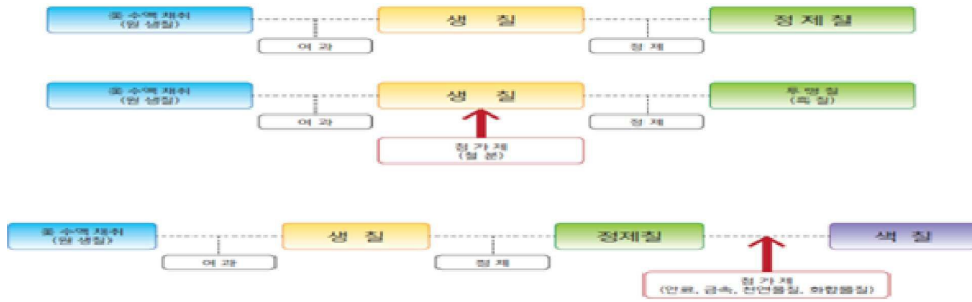 옻 수액 채취 생 칠 정 제 칠
(원 생칠)
여 과 정 제
옻 수액 채취 생 칠 투 명 칠
(원 생칠) (흑 칠)
여 과 정 제
첨 가 제
(철 분)
옻 수액 채취 생 칠 정제칠 색 칠
(원 생칠)
여 과 정 제
첨 가 제
(안료, 금속, 천연물질, 화합물질)